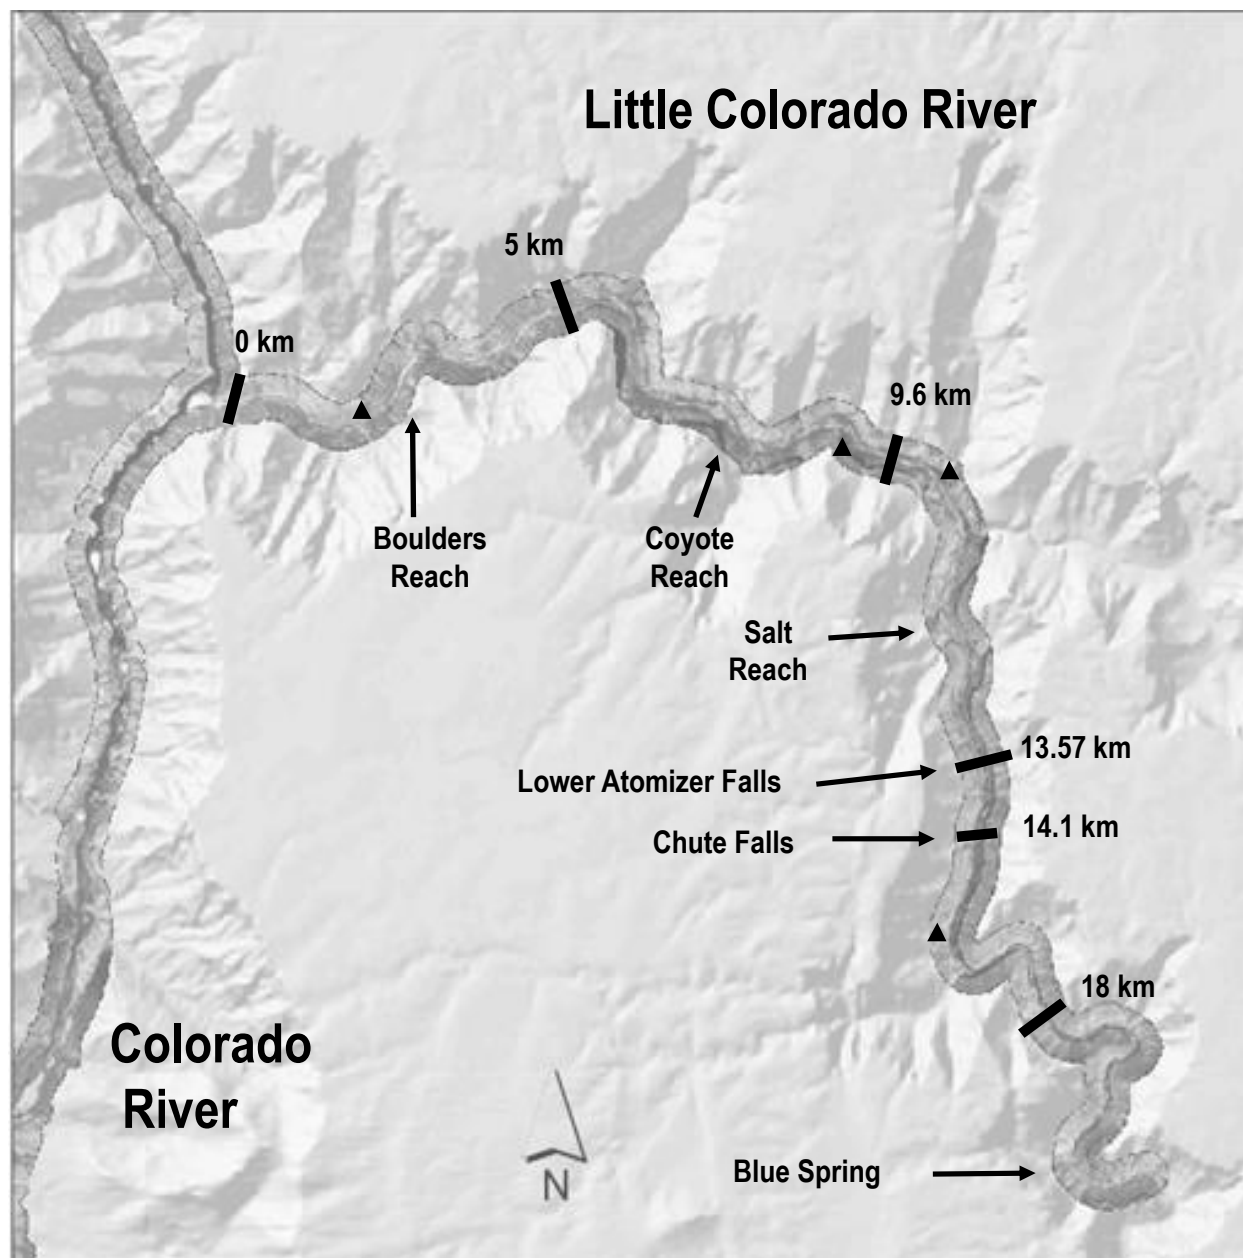 Little Colorado River
5 km
0 km
9.6 km
Boulders
Reach
Coyote
Reach
Salt
Reach
13.57 km
Lower Atomizer Falls
14.1 km
Chute Falls
18 km
Colorado
River
N
Blue Spring